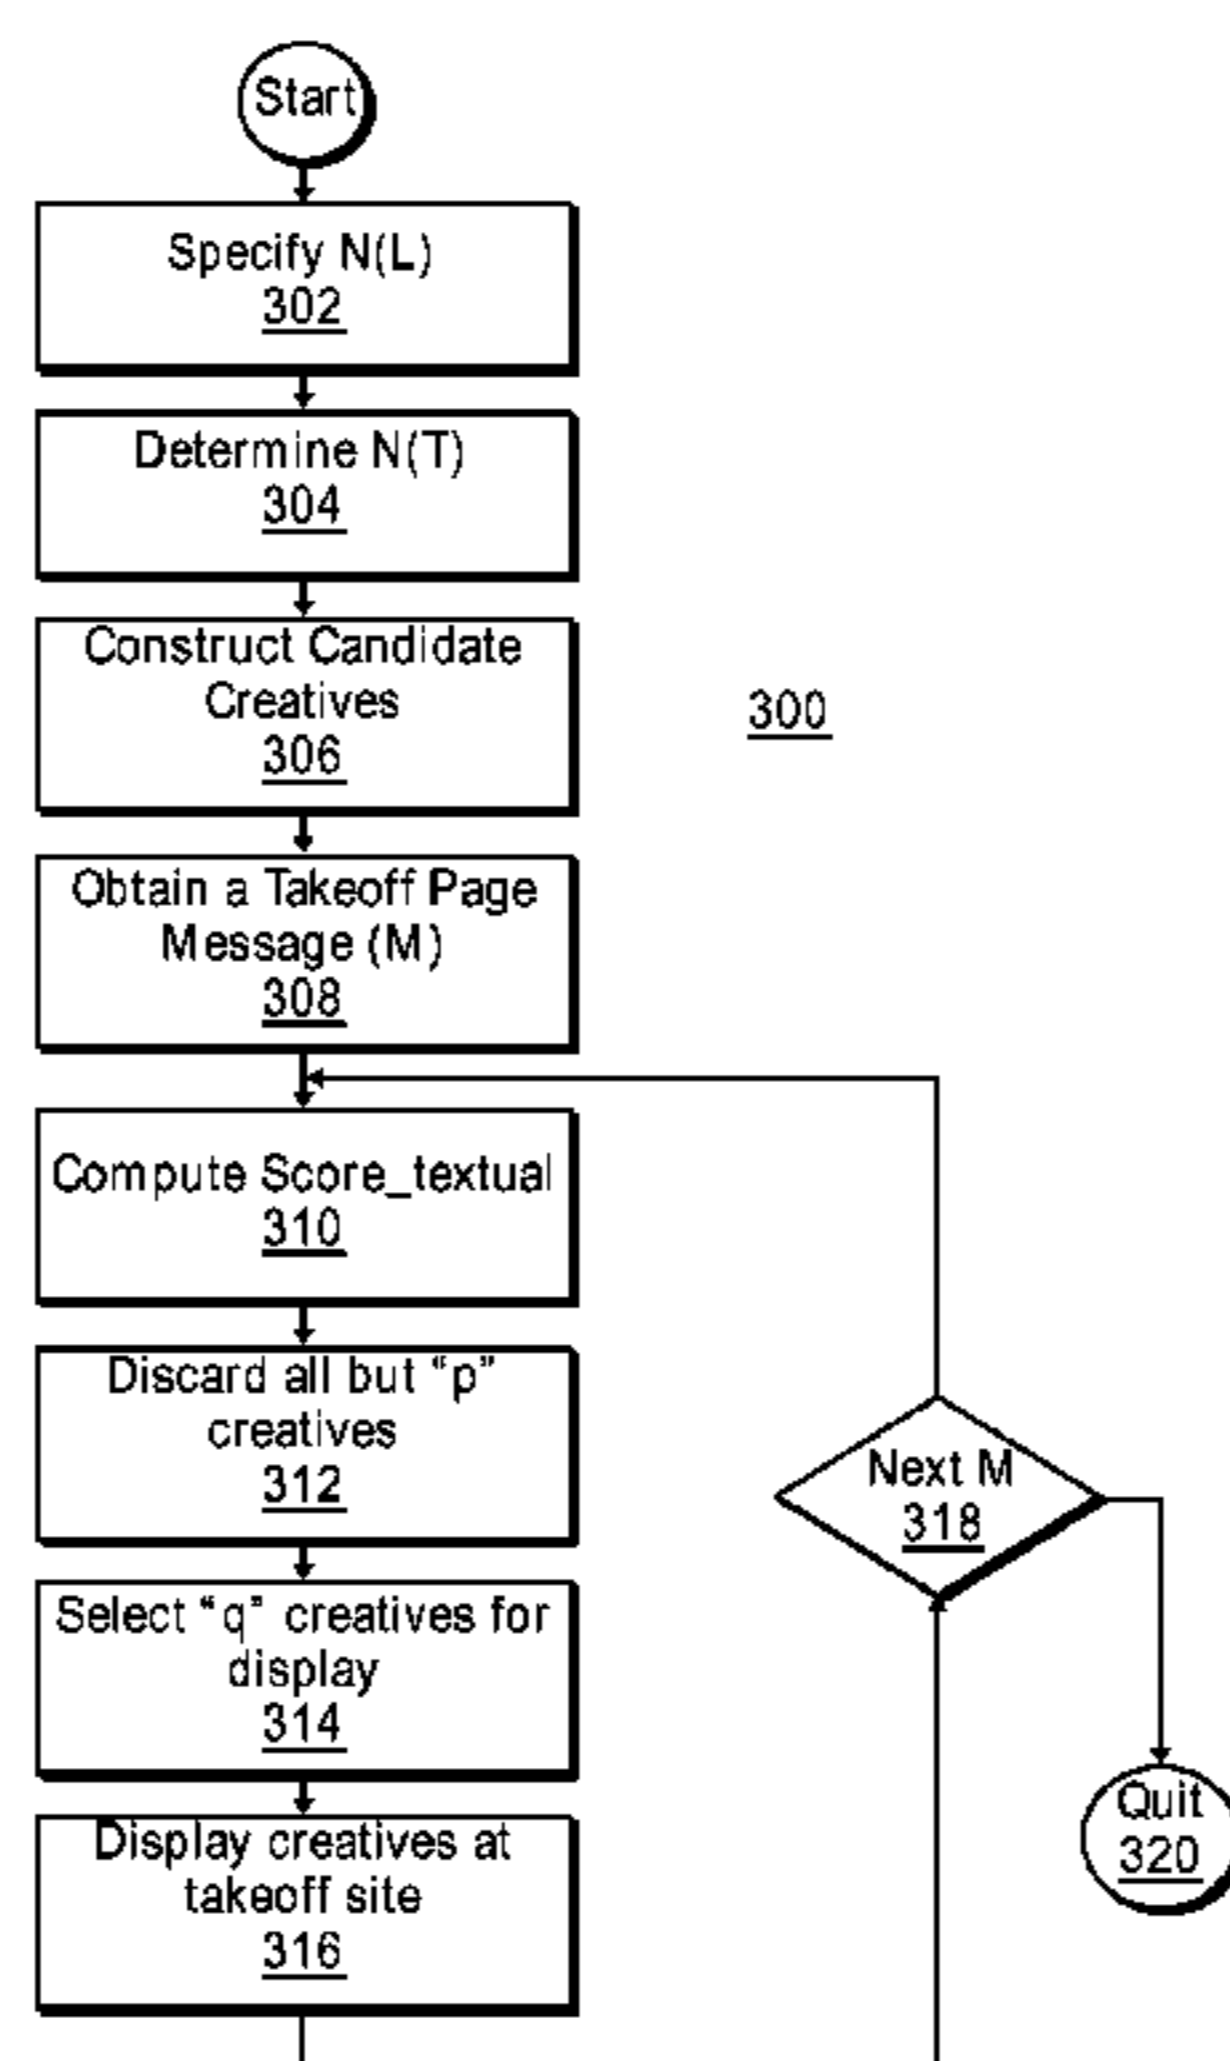 Start
Specify N(L)
302
Determine N(T)
304
Construct Candidate
Creatives
306
300
Obtain a Takeoff Page
Message (M)
308
Compute Score_textual
310
Discard all but “p”
creatives
312
Next M
318
Select “q” creatives for
display
314
Display creatives at
takeoff site
316
Quit
320